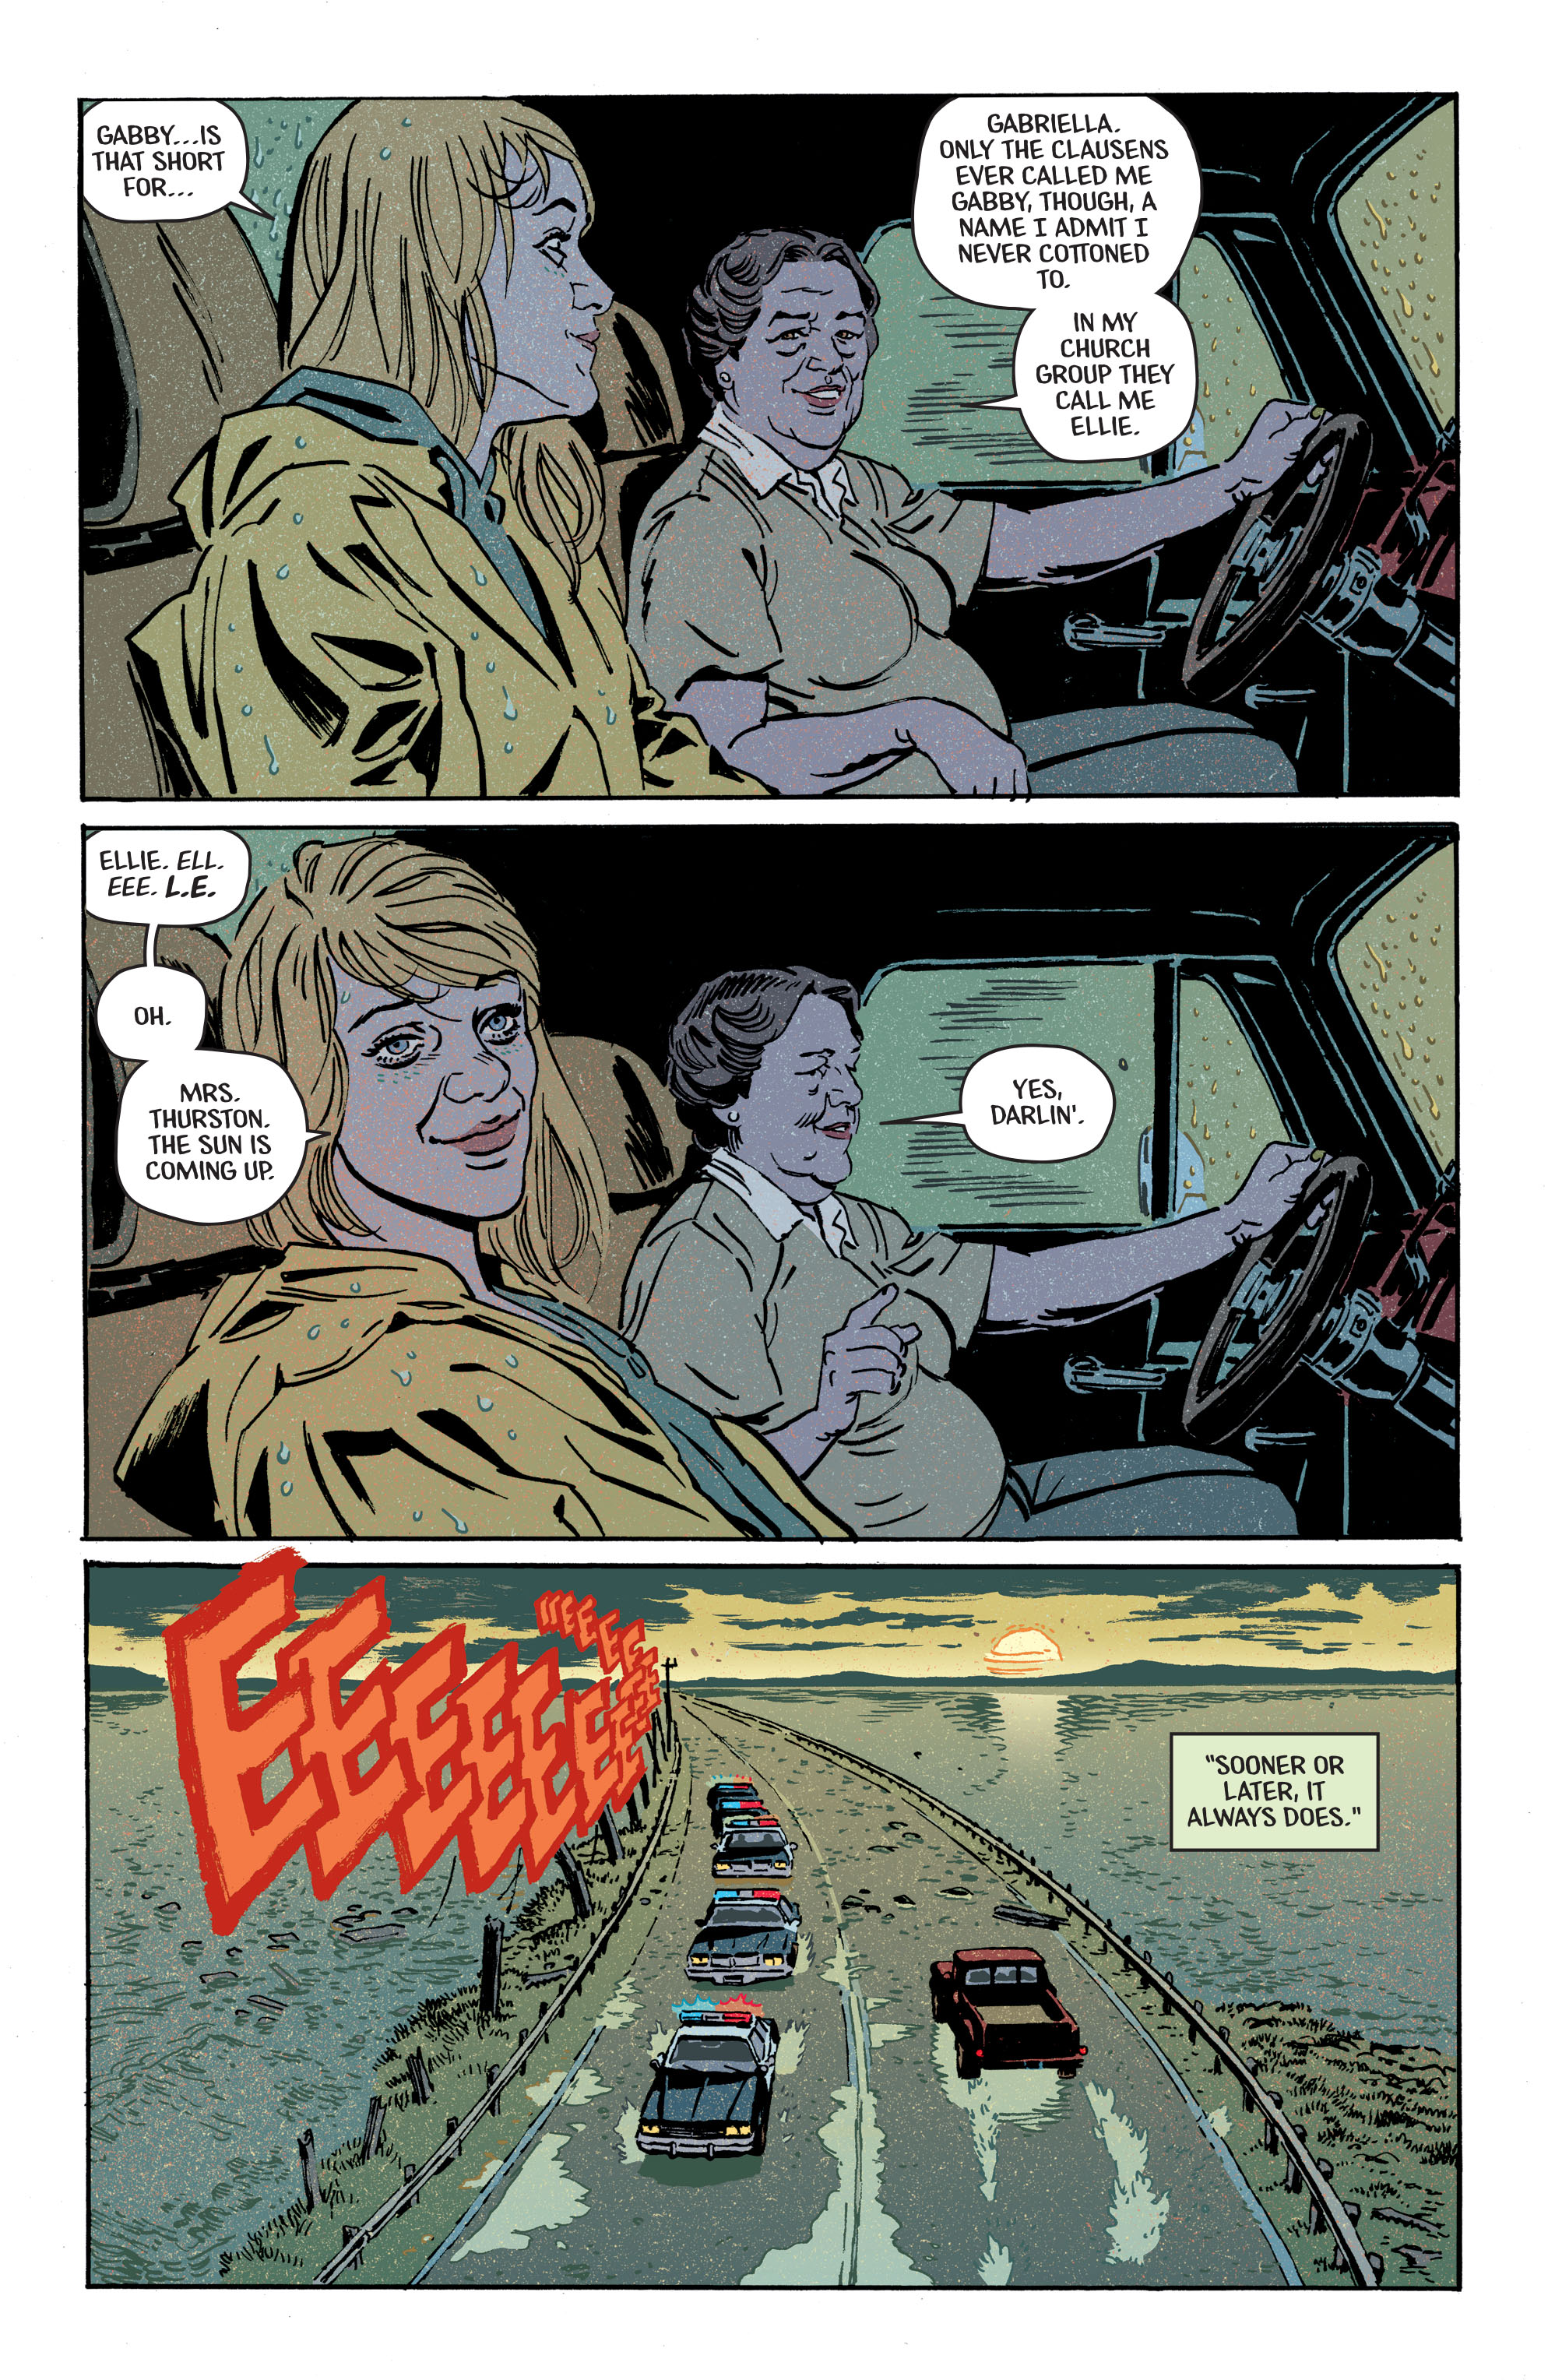 GABBY...IS
THAT SHORT
FOR...
GABRIELLA.
ONLY THE CLAUSENS
EVER CALLED ME
GABBY, THOUGH, A
NAME I ADMIT I
NEVER COTTONED
TO.
IN MY
CHURCH
GROUP THEY
CALL ME
ELLIE.
ELLIE. ELL.
EEE. L.E.
OH.
MRS.
THURSTON.
THE SUN IS
COMING UP.
YES,
DARLIN'.
"SOONER OR
LATER, IT
ALWAYS DOES."